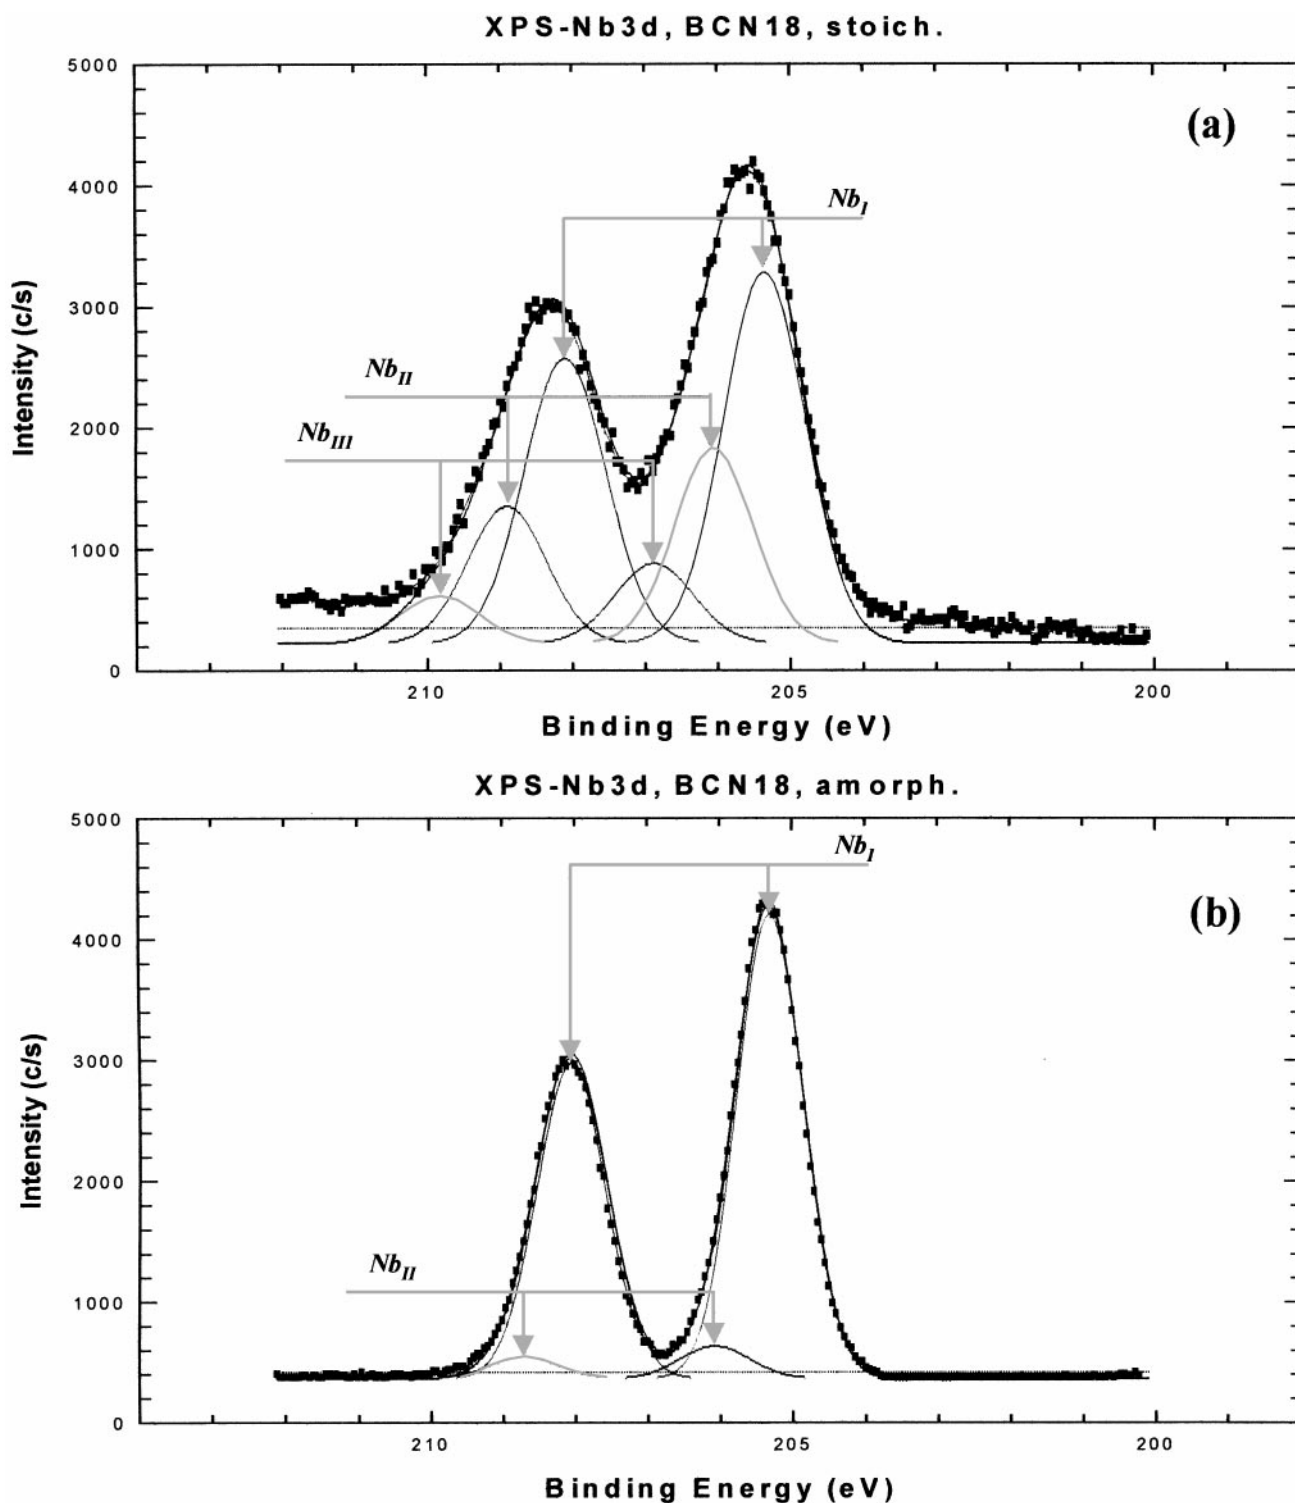 XPS-Nb3d, BCN18, stoich.
(a)
5000
4000
3000
2000
1000
0
Intensity (c/s)
Nb_I
Nb_II
Nb_III
210
205
200
Binding Energy (eV)
XPS-Nb3d, BCN18, amorph.
(b)
5000
4000
3000
2000
1000
0
Intensity (c/s)
Nb_I
Nb_II
210
205
200
Binding Energy (eV)